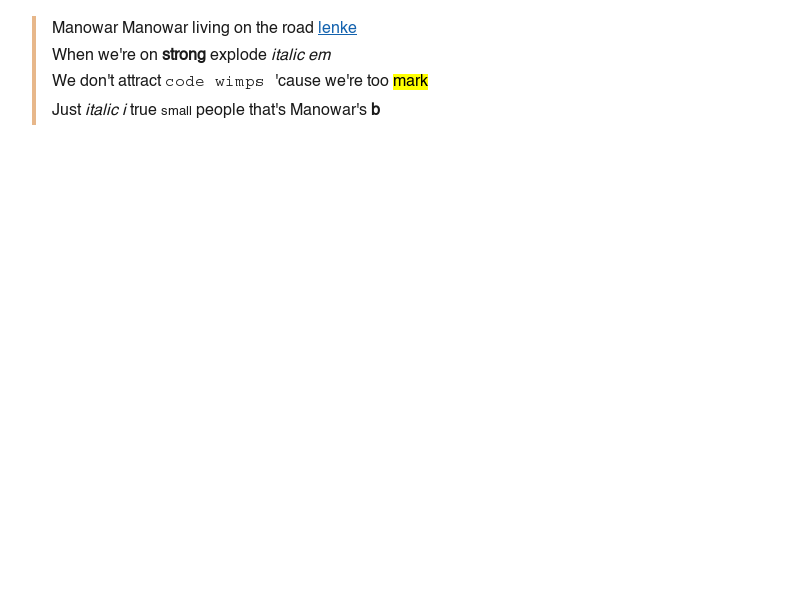 Manowar Manowar living on the road lenke
When we're on strong explode italic em
We don't attract code wimps 'cause we're too mark
Just italic i true small people that's Manowar's b